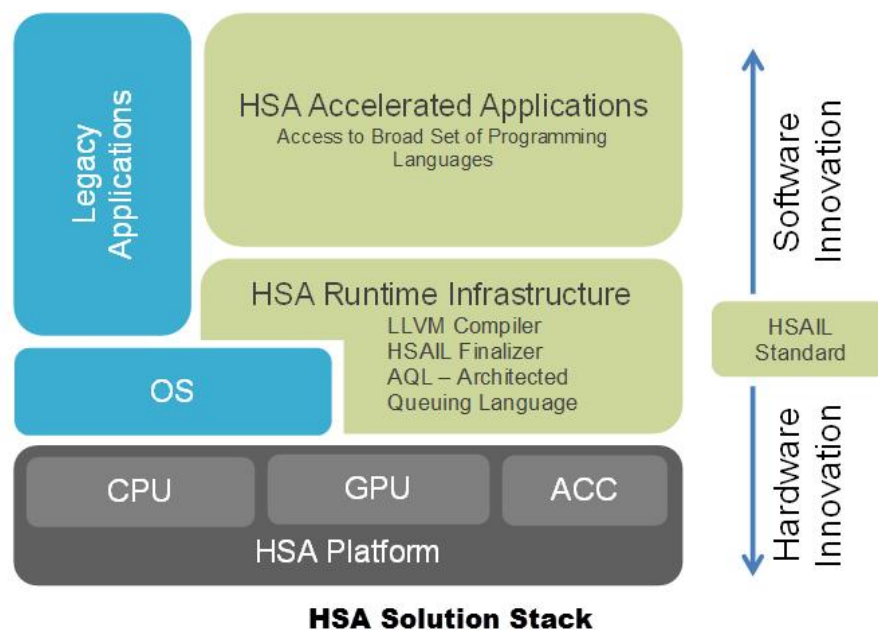 Legacy
Applications
HSA Accelerated Applications
Access to Broad Set of Programming
Languages
HSA Runtime Infrastructure
LLVM Compiler
HSAIL Finalizer
AQL – Architected
Queuing Language
OS
CPU
GPU
ACC
HSA Platform
Software
Innovation
HSAIL
Standard
Hardware
Innovation
HSA Solution Stack